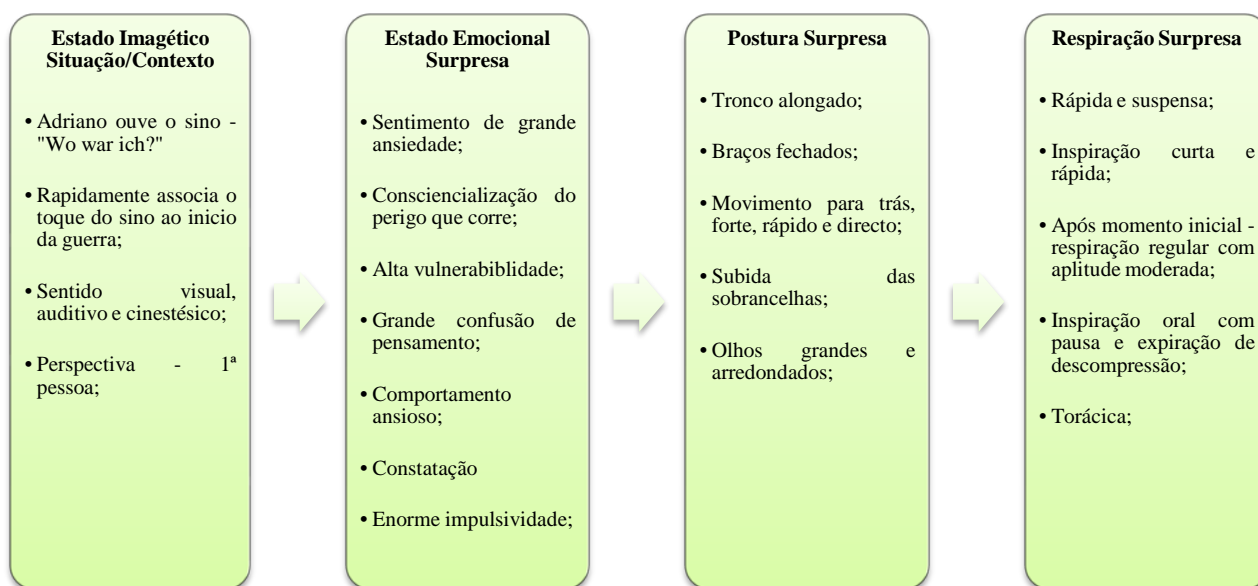 Estado Imagético
Situação/Contexto
• Adriano ouve o sino -
"Wo war ich?"
• Rapidamente associa o
toque do sino ao inicio
da guerra;
• Sentido visual,
auditivo e cinestésico;
• Perspectiva - 1ª
pessoa;
Estado Emocional
Surpresa
• Sentimento de grande
ansiedade;
• Consciencialização do
perigo que corre;
• Alta vulnerabiblidade;
• Grande confusão de
pensamento;
• Comportamento
ansioso;
• Constatação
• Enorme impulsividade;
Postura Surpresa
• Tronco alongado;
• Braços fechados;
• Movimento para trás,
forte, rápido e directo;
• Subida das
sobrancelhas;
• Olhos grandes e
arredondados;
Respiração Surpresa
• Rápida e suspensa;
• Inspiração curta e
rápida;
• Após momento inicial -
respiração regular com
aplitude moderada;
• Inspiração oral com
pausa e expiração de
descompressão;
• Torácica;